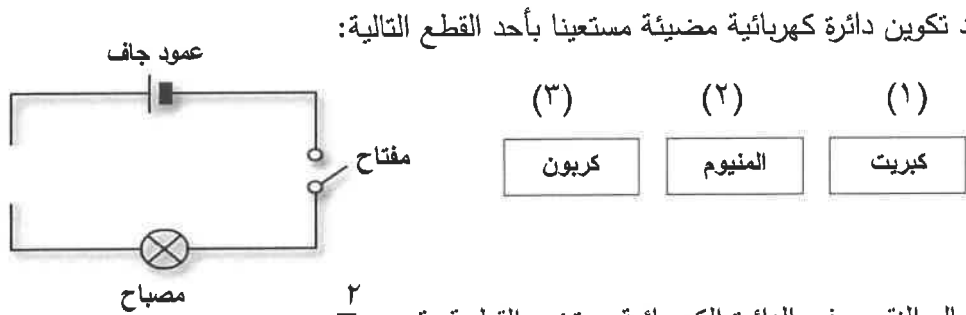 د تكوين دائرة كهربائية مضيئة مستعينا بأحد القطع التالية:
عمود جاف
(١) (٢) (٣)
كبريت المنيوم كربون
مفتاح
مصباح
٢